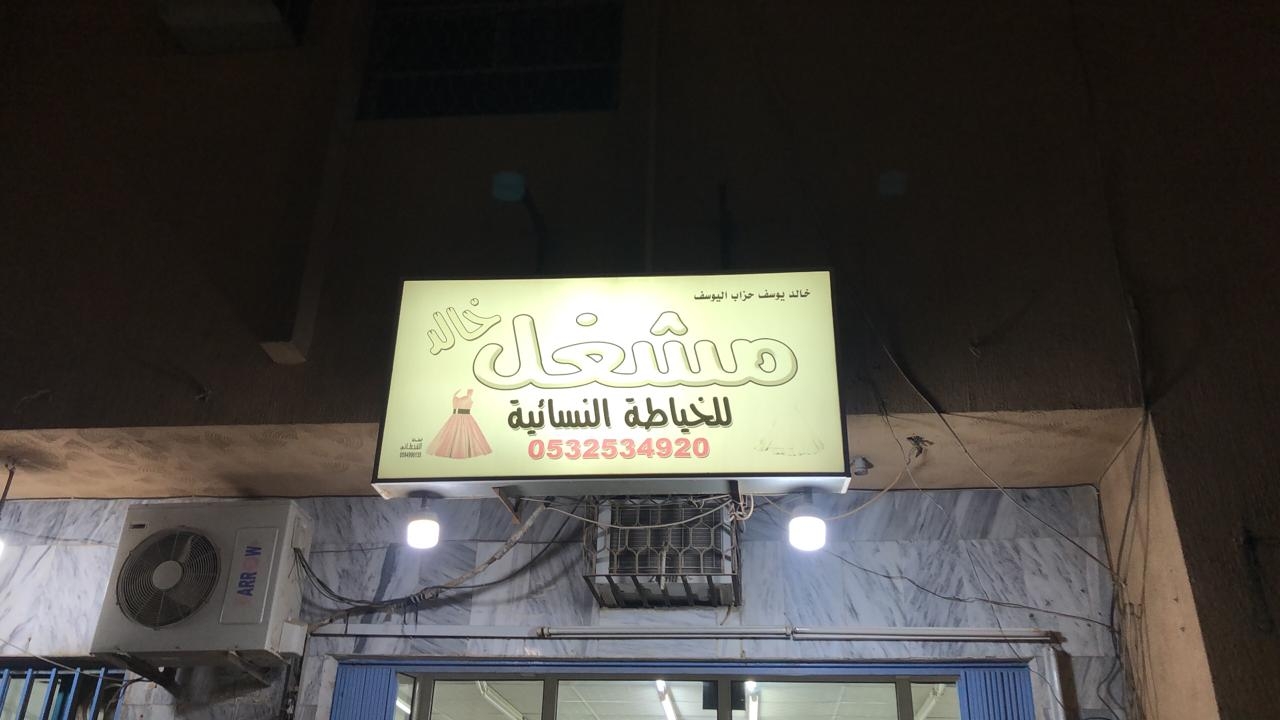 خالد يوسف حزاب اليوسف
مشغل خالد
للخياطة النسائية
0532534920
ARROW